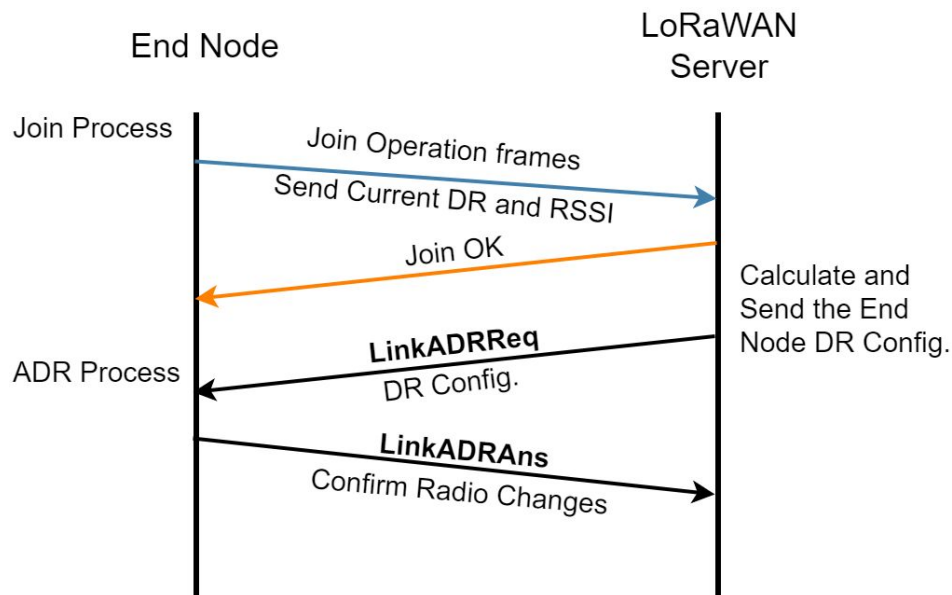 End Node
LoRaWAN
Server
Join Process
Join Operation frames
Send Current DR and RSSI
Join OK
Calculate and
Send the End
Node DR Config.
LinkADRReq
ADR Process
DR Config.
LinkADRAns
Confirm Radio Changes